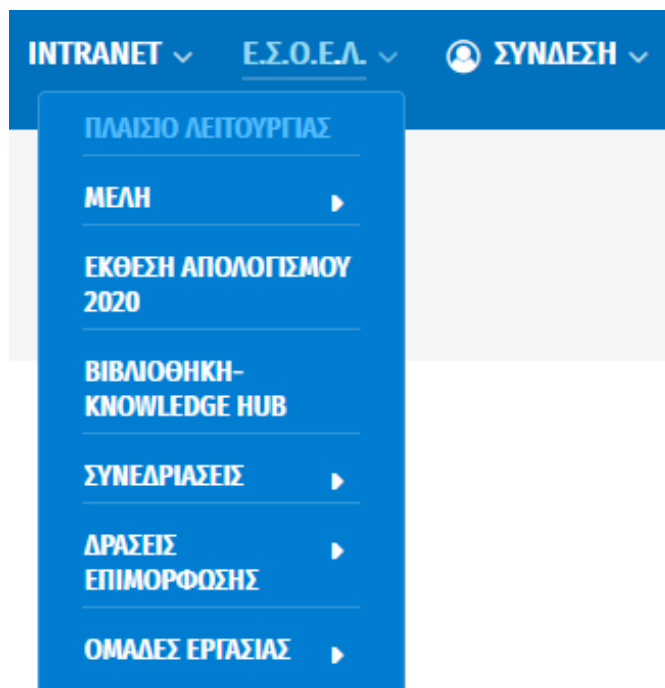 INTRANET Ε.Σ.Ο.Ε.Λ. ΣΥΝΔΕΣΗ
ΠΛΑΙΣΙΟ ΛΕΙΤΟΥΡΓΙΑΣ
ΜΕΛΗ
ΕΚΘΕΣΗ ΑΠΟΛΟΓΙΣΜΟΥ
2020
ΒΙΒΛΙΟΘΗΚΗ-
KNOWLEDGE HUB
ΣΥΝΕΔΡΙΑΣΕΙΣ
ΔΡΑΣΕΙΣ
ΕΠΙΜΟΡΦΩΣΗΣ
ΟΜΑΔΕΣ ΕΡΓΑΣΙΑΣ